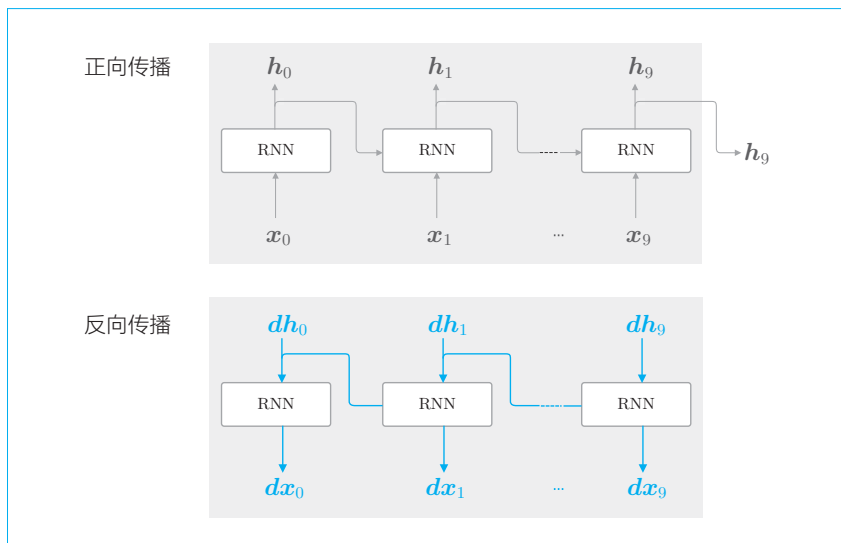 正向传播
h₀ h₁ h₉
RNN RNN RNN
h₉
x₀ x₁ ... x₉
反向传播
dh₀ dh₁ dh₉
RNN RNN RNN
dx₀ dx₁ ... dx₉